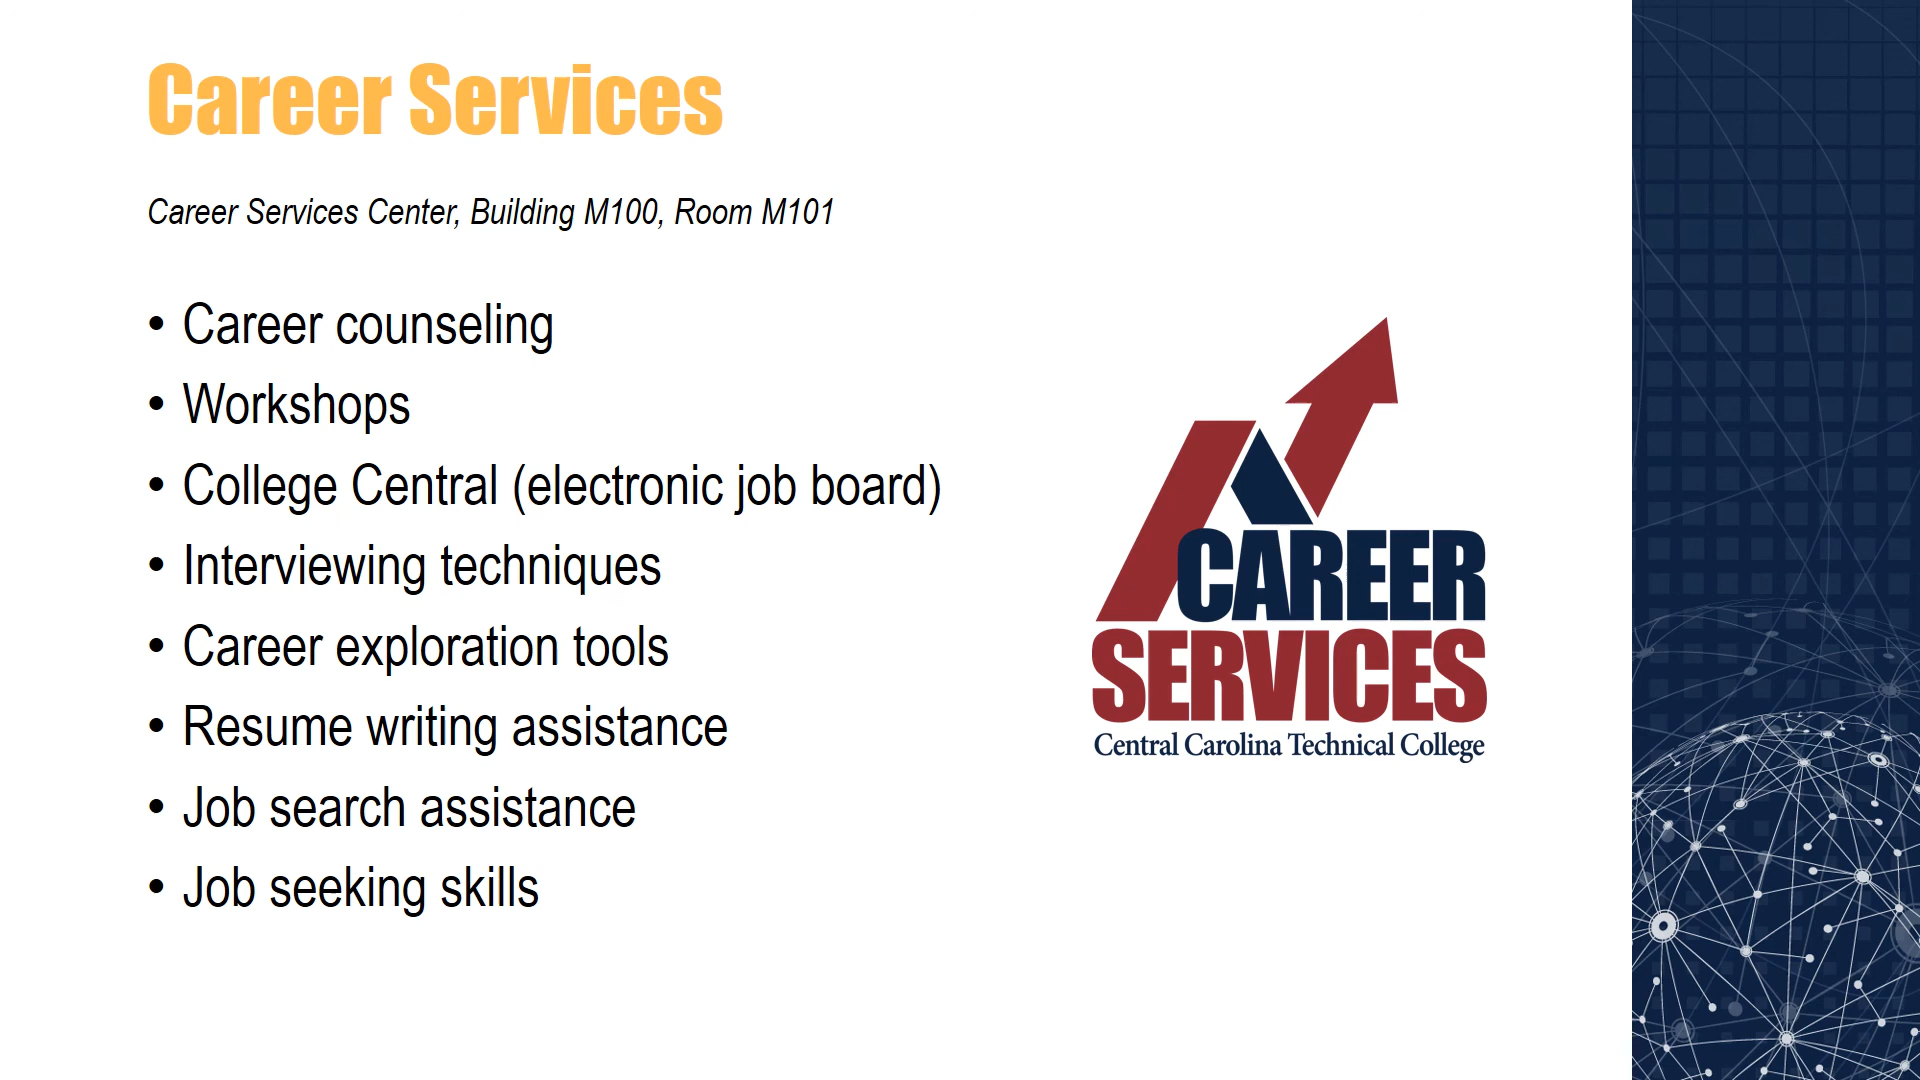 Career Services
Career Services Center, Building M100, Room M101
• Career counseling
• Workshops
• College Central (electronic job board)
• Interviewing techniques
• Career exploration tools
• Resume writing assistance
• Job search assistance
• Job seeking skills
CAREER
SERVICES
Central Carolina Technical College